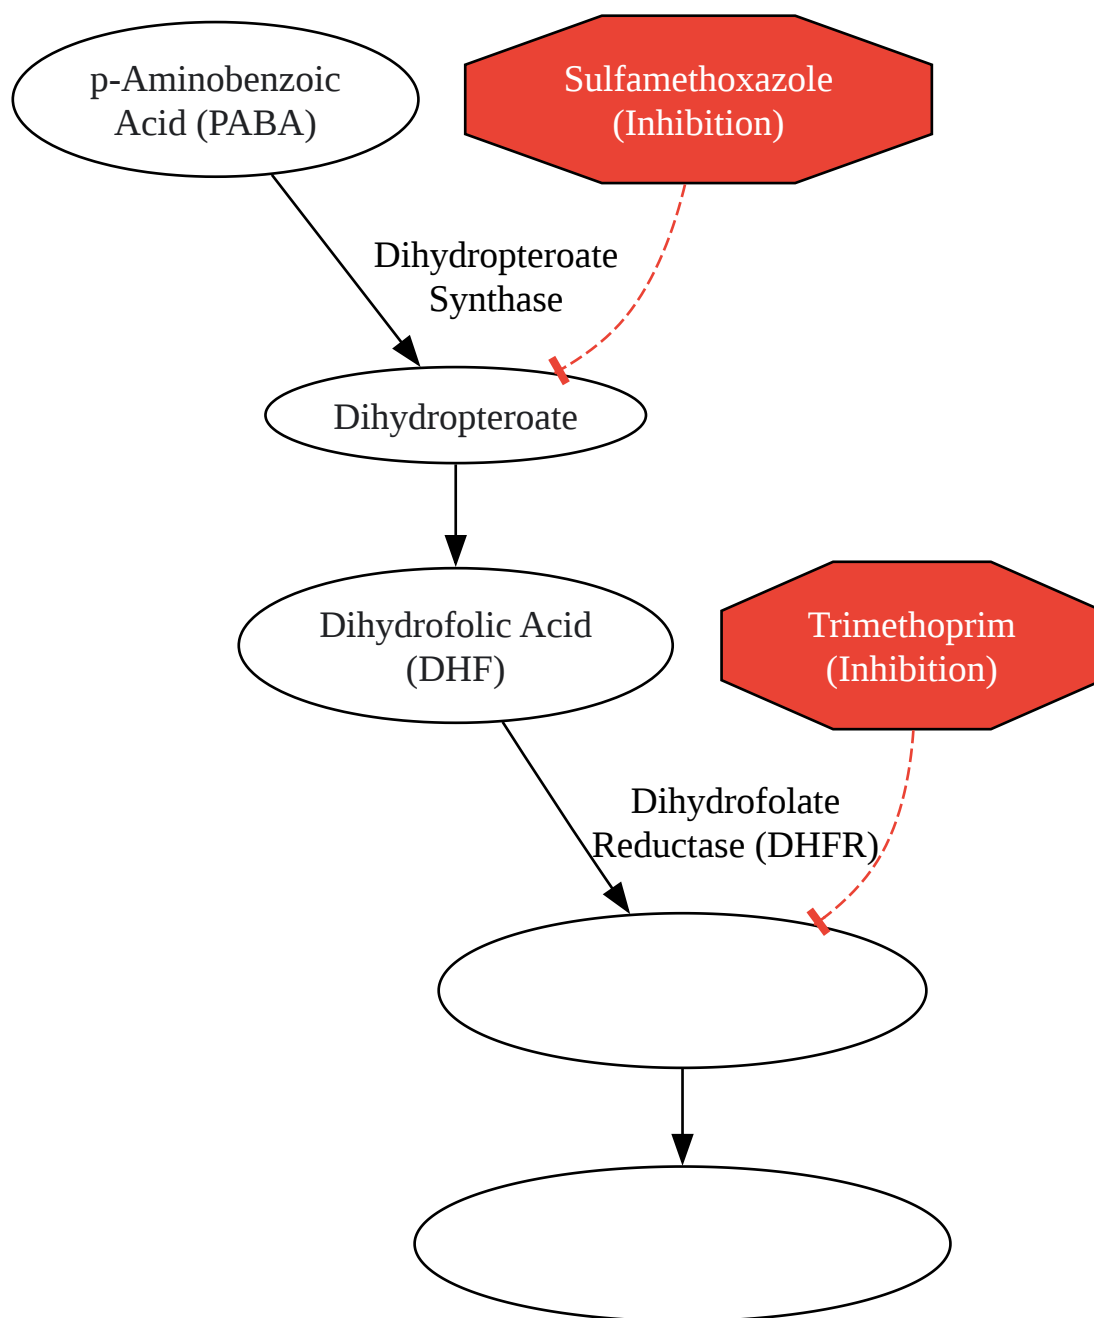 p-Aminobenzoic
Acid (PABA)
Sulfamethoxazole
(Inhibition)
Dihydropteroate
Synthase
Dihydropteroate
Dihydrofolic Acid
(DHF)
Trimethoprim
(Inhibition)
Dihydrofolate
Reductase (DHFR)